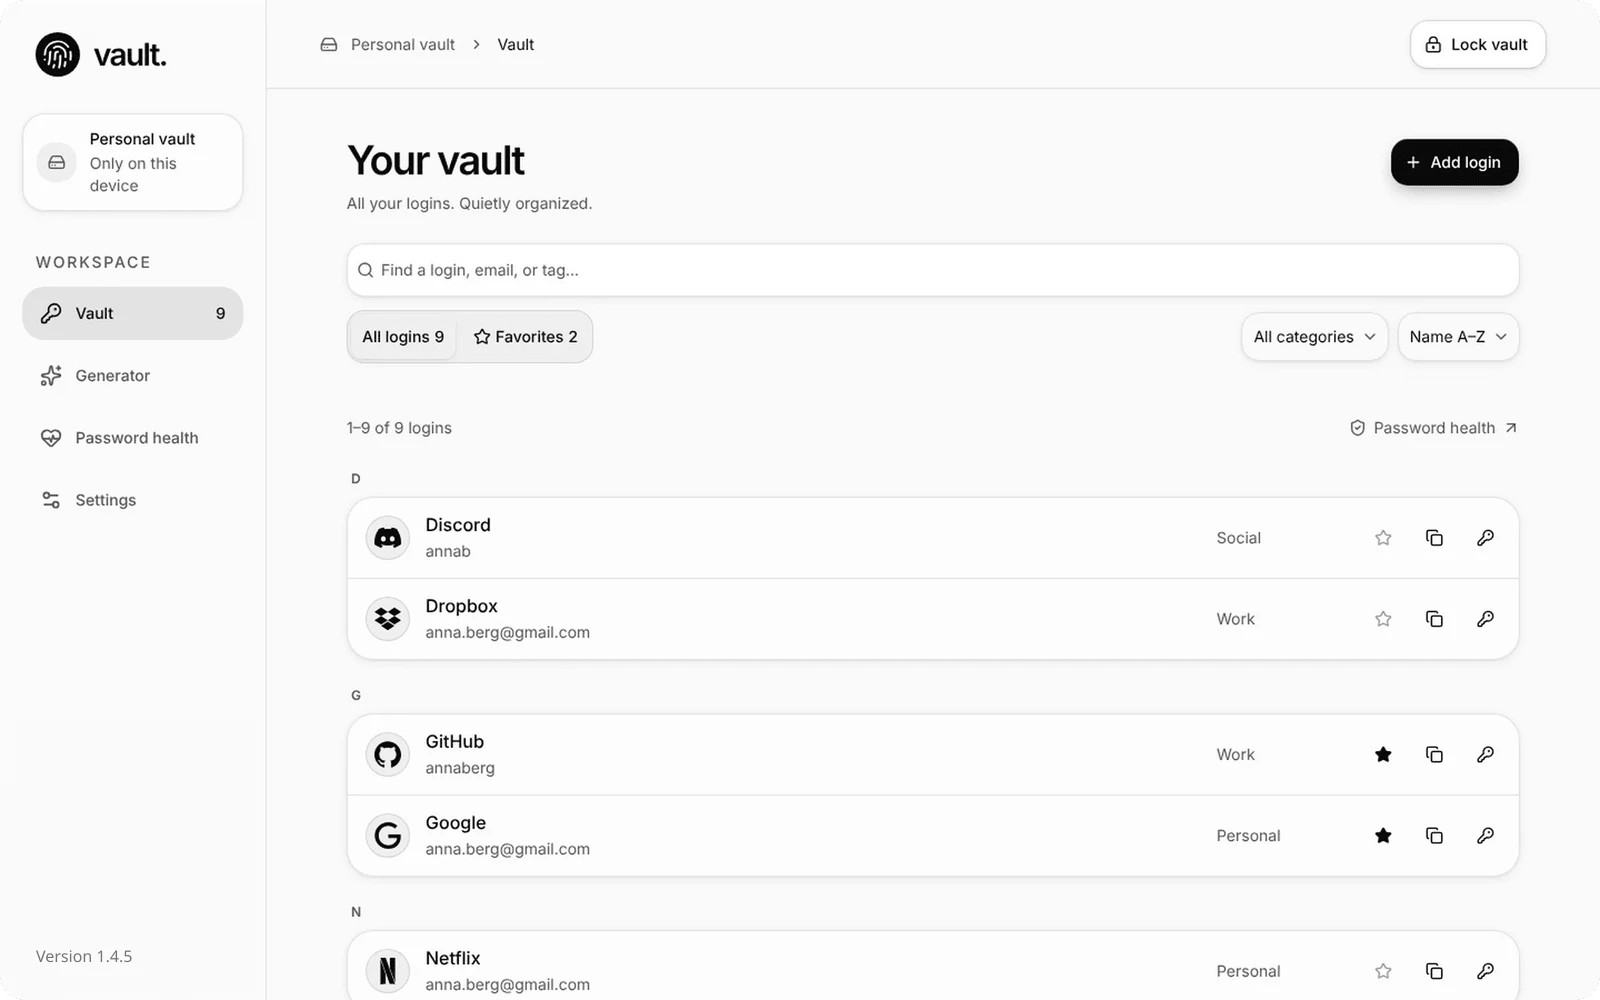 vault.
Personal vault
Only on this
device
WORKSPACE
Vault 9
Generator
Password health
Settings
Version 1.4.5
Personal vault > Vault
Lock vault
Your vault
All your logins. Quietly organized.
+ Add login
Find a login, email, or tag...
All logins 9 Favorites 2
All categories Name A–Z
1–9 of 9 logins Password health
D
Discord
annab
Social
Dropbox
anna.berg@gmail.com
Work
G
GitHub
annaberg
Work
Google
anna.berg@gmail.com
Personal
N
Netflix
anna.berg@gmail.com
Personal